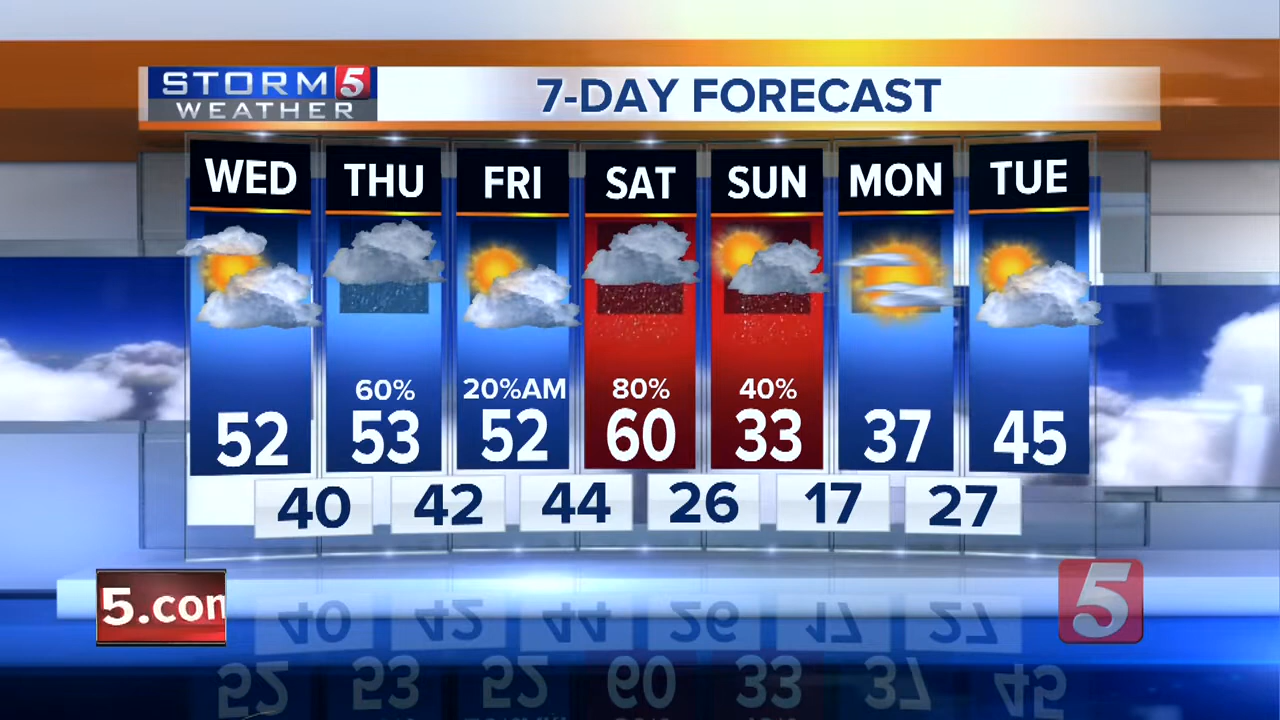 STORM 5
WEATHER
7-DAY FORECAST
WED THU FRI SAT SUN MON TUE
60% 20%AM 80% 40%
52 53 52 60 33 37 45
40 42 44 26 17 27
5.com
5